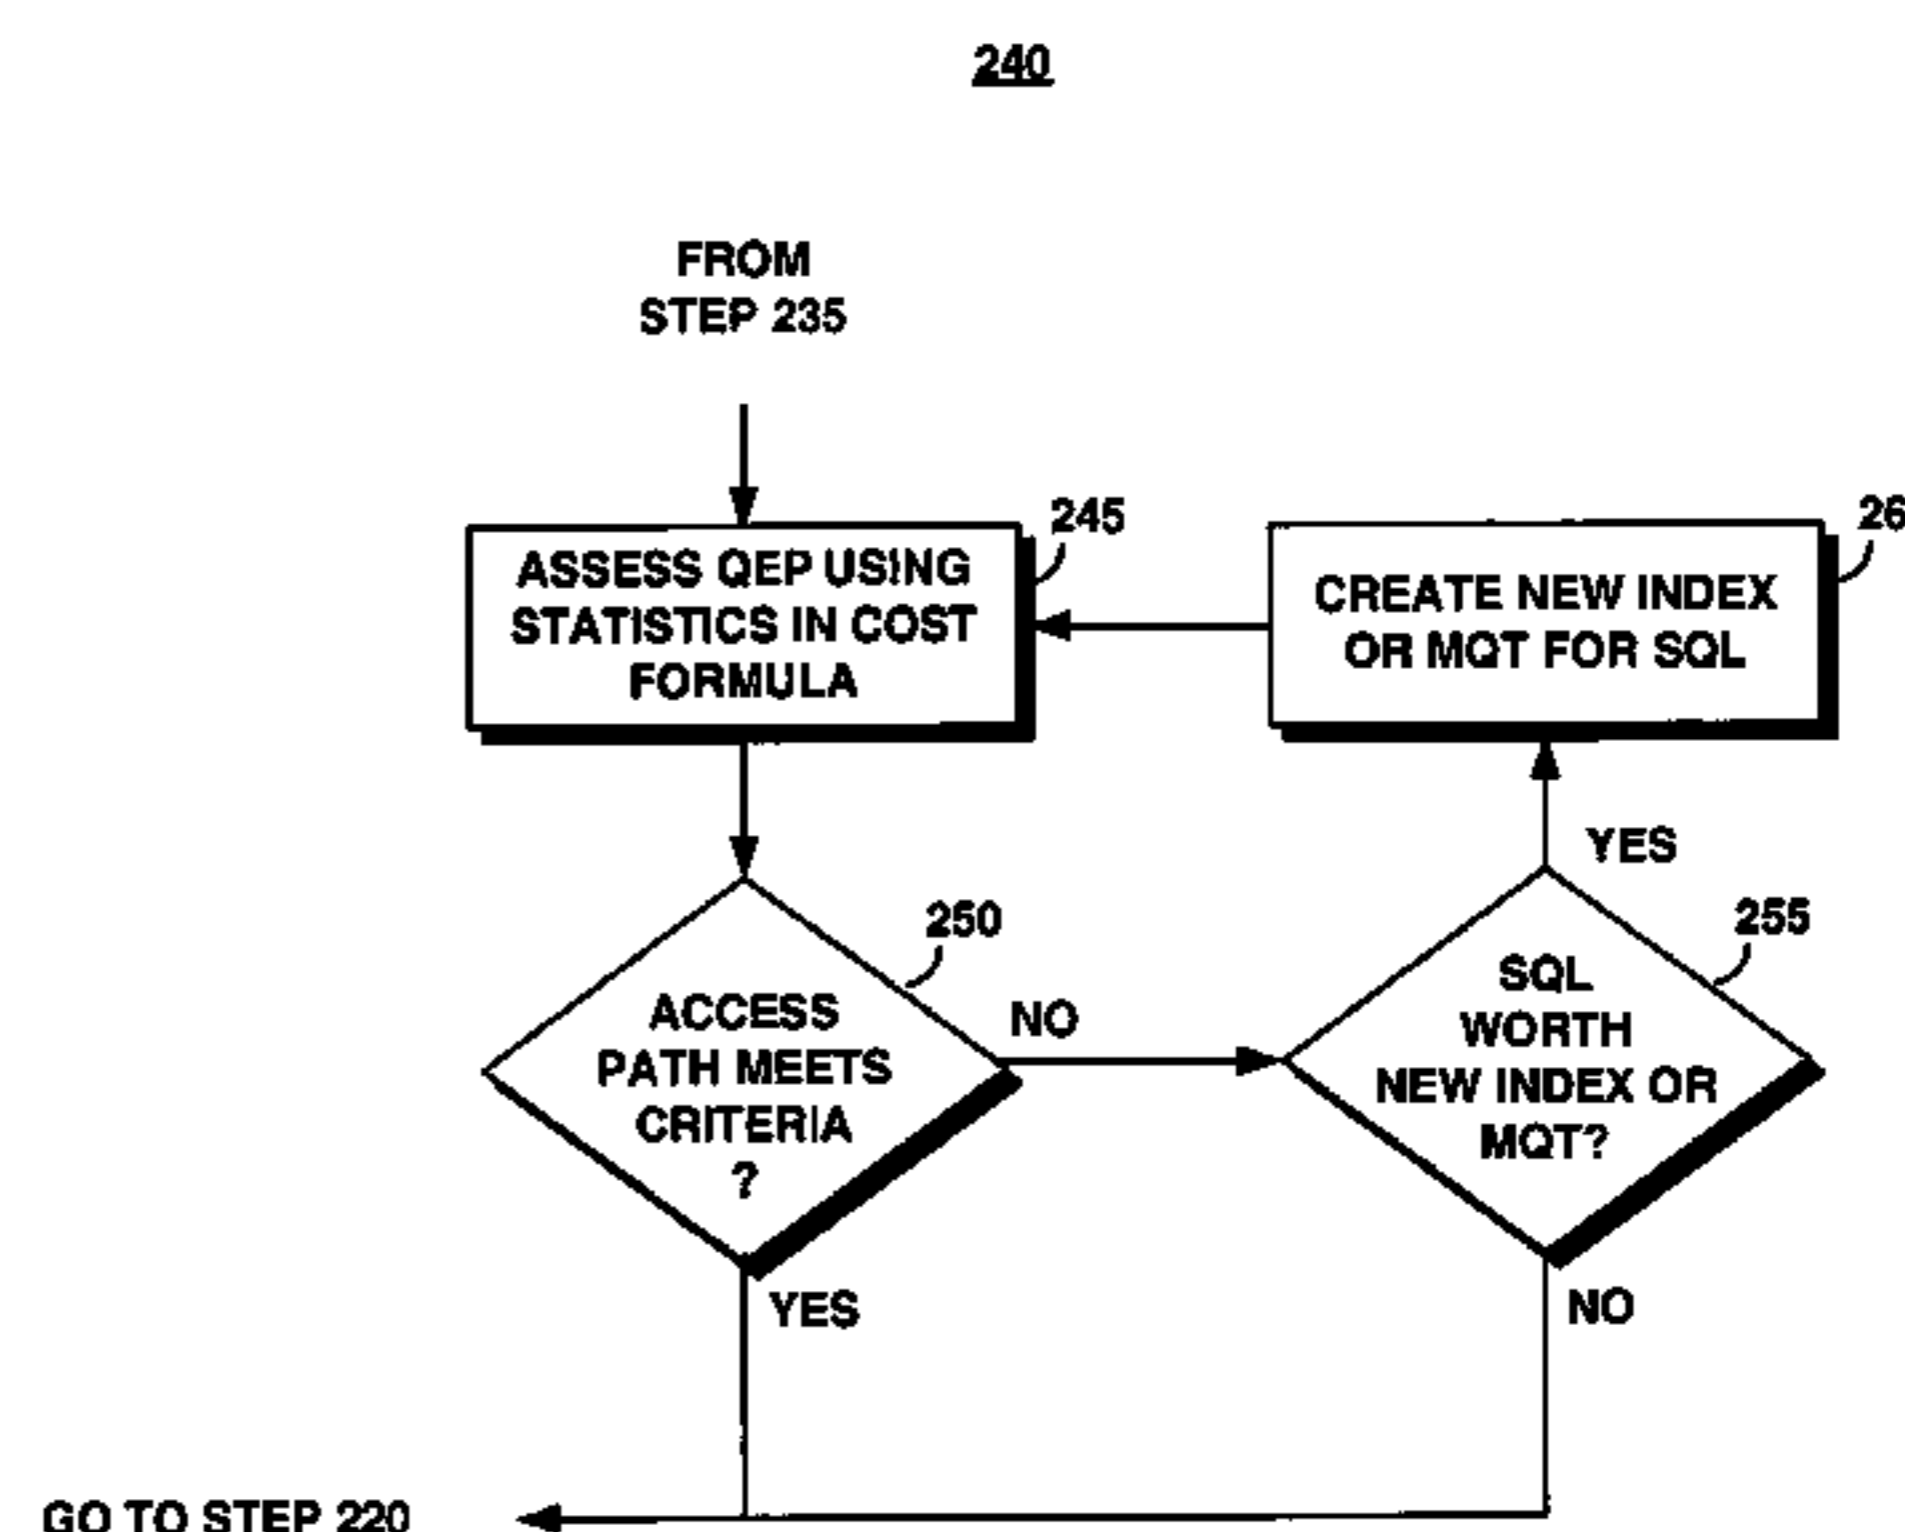 240
FROM
STEP 235
245
ASSESS QEP USING
STATISTICS IN COST
FORMULA
26
CREATE NEW INDEX
OR MQT FOR SQL
YES
250
ACCESS
PATH MEETS
CRITERIA
?
NO
255
SQL
WORTH
NEW INDEX OR
MQT?
YES
NO
GO TO STEP 220